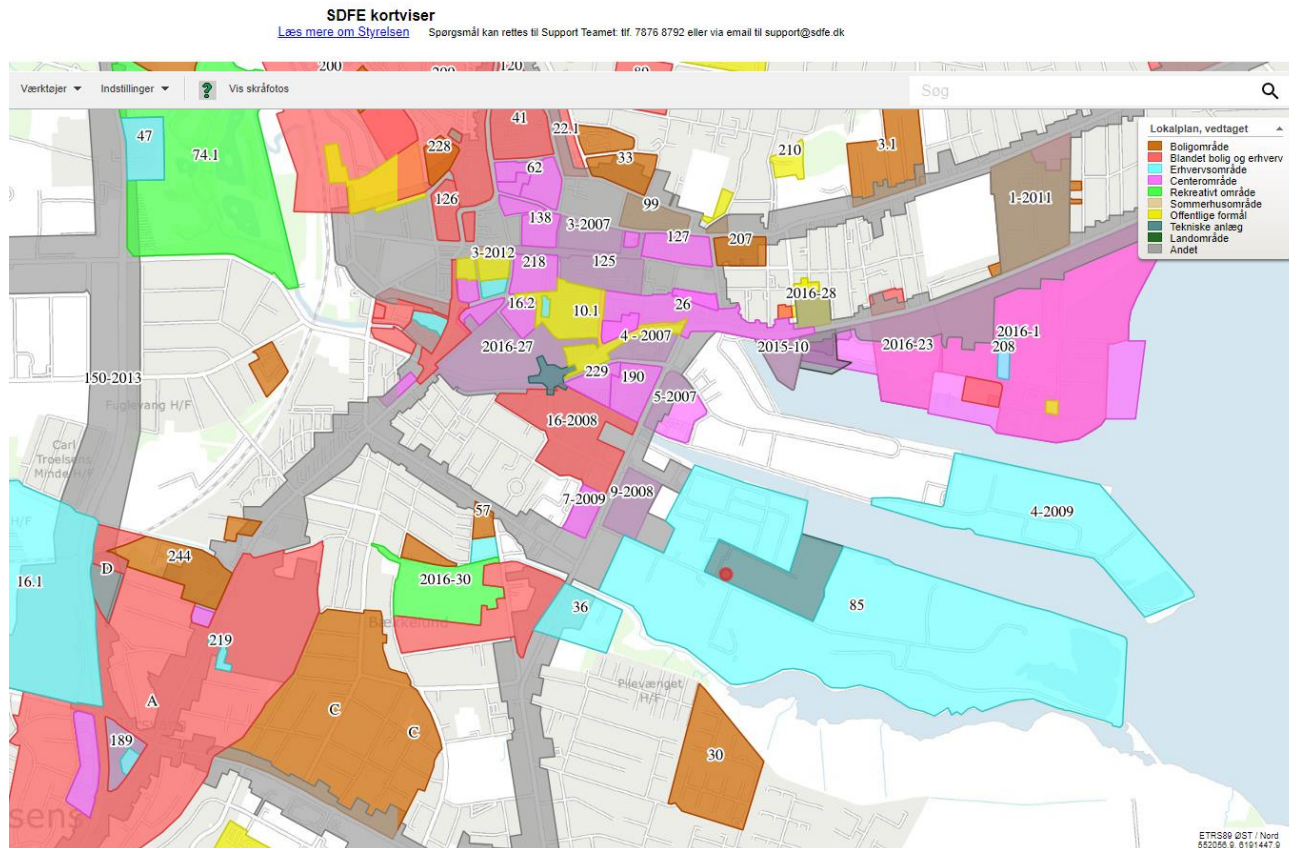 SDFE kortviser
Læs mere om Styrelsen Spørgsmål kan rettes til Support Teamet: tlf. 7876 8792 eller via email til support@sdfe.dk
200
120
Værktøjer Indstillinger ? Vis skråfotos
Søg
Lokalplan, vedtaget
Boligområde
Blandet bolig og erhverv
Erhvervsområde
Centerområde
Rekreativt område
Sommerhusområde
Offentlige formål
Tekniske anlæg
Landområde
Andet
41
22.1
47
74.1
228
33
210
3.1
62
126
99
1-2011
138
3-2007
127
207
3-2012
218
125
2016-28
16.2
10.1
26
4 - 2007
2016-27
2015-10
2016-23
2016-1
208
229
190
150-2013
5-2007
Fuglevang H/F
16-2008
Carl
Troelsens
Minde H/F
7-2009
9-2008
57
4-2009
H/F
244
D
16.1
2016-30
36
85
Bækkelund
219
Pilevænget
H/F
A
C
C
189
30
sens
ETRS89 ØST / Nord
552056.9, 6191447.9